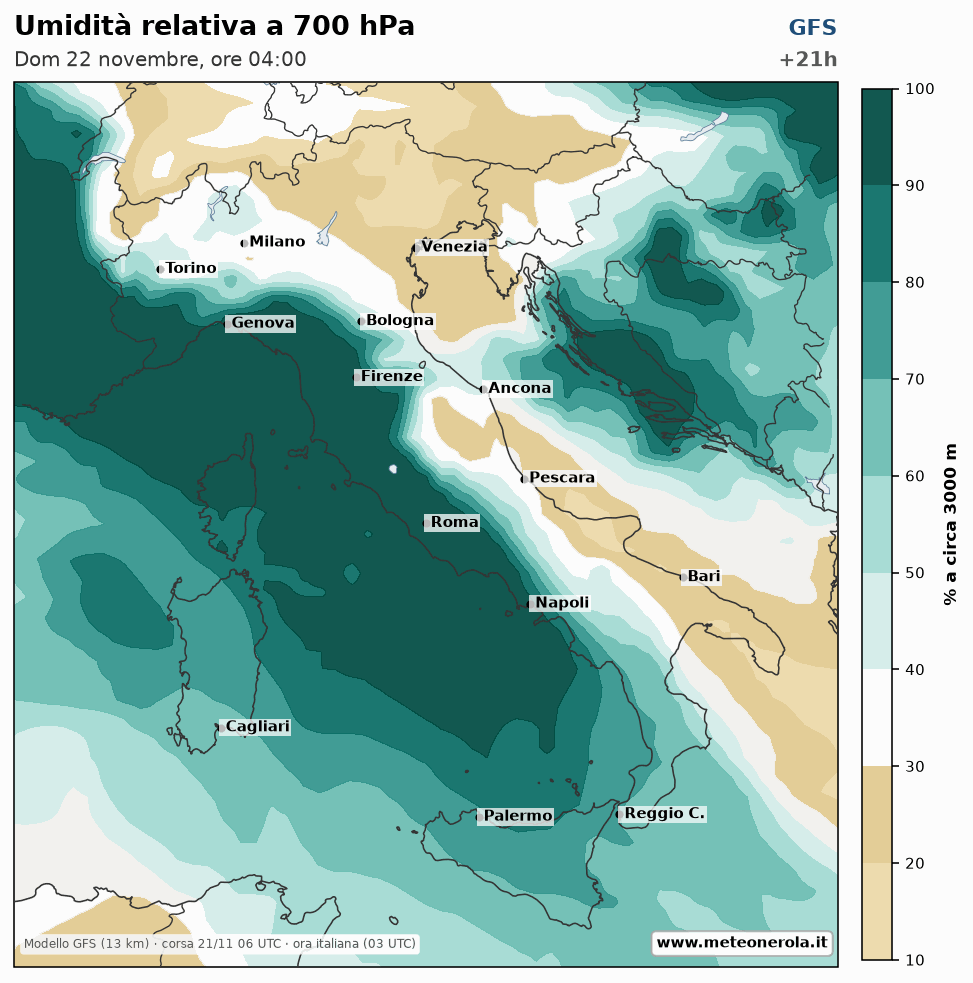 Umidità relativa a 700 hPa
GFS
Dom 22 novembre, ore 04:00
+21h
100
90
80
70
60
50
40
30
20
10
% a circa 3000 m
Milano
Venezia
Torino
Genova
Bologna
Firenze
Ancona
Pescara
Roma
Bari
Napoli
Cagliari
Palermo
Reggio C.
Modello GFS (13 km) · corsa 21/11 06 UTC · ora italiana (03 UTC)
www.meteonerola.it